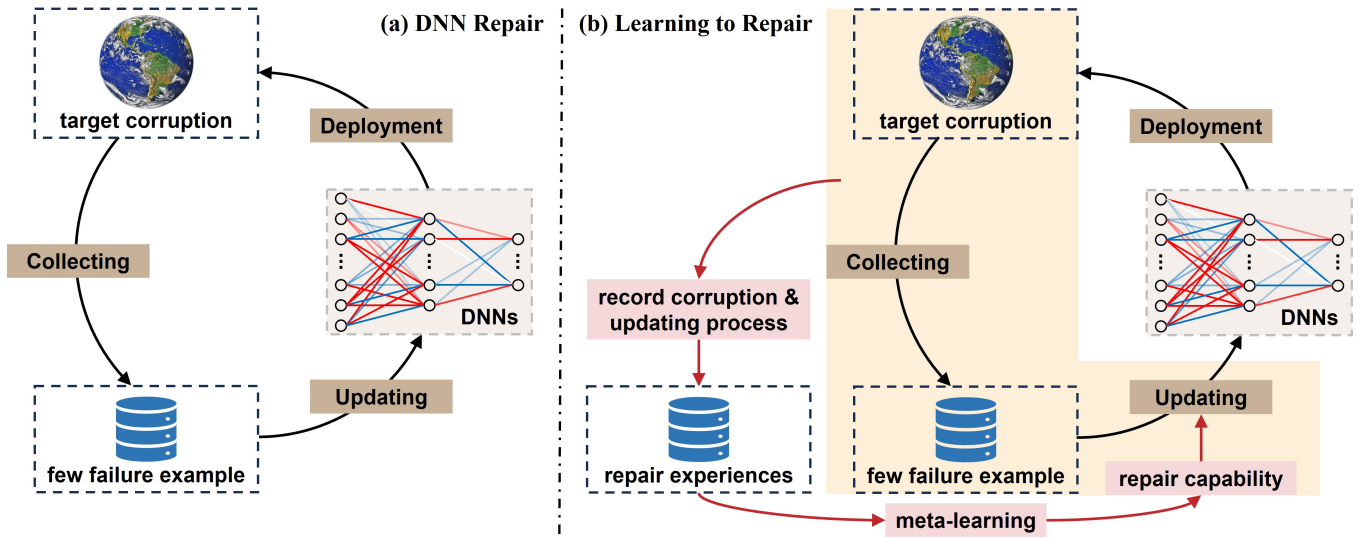 (a) DNN Repair
target corruption
Deployment
Collecting
DNNs
Updating
few failure example
(b) Learning to Repair
target corruption
Deployment
Collecting
record corruption &
updating process
DNNs
Updating
repair experiences
few failure example
repair capability
meta-learning